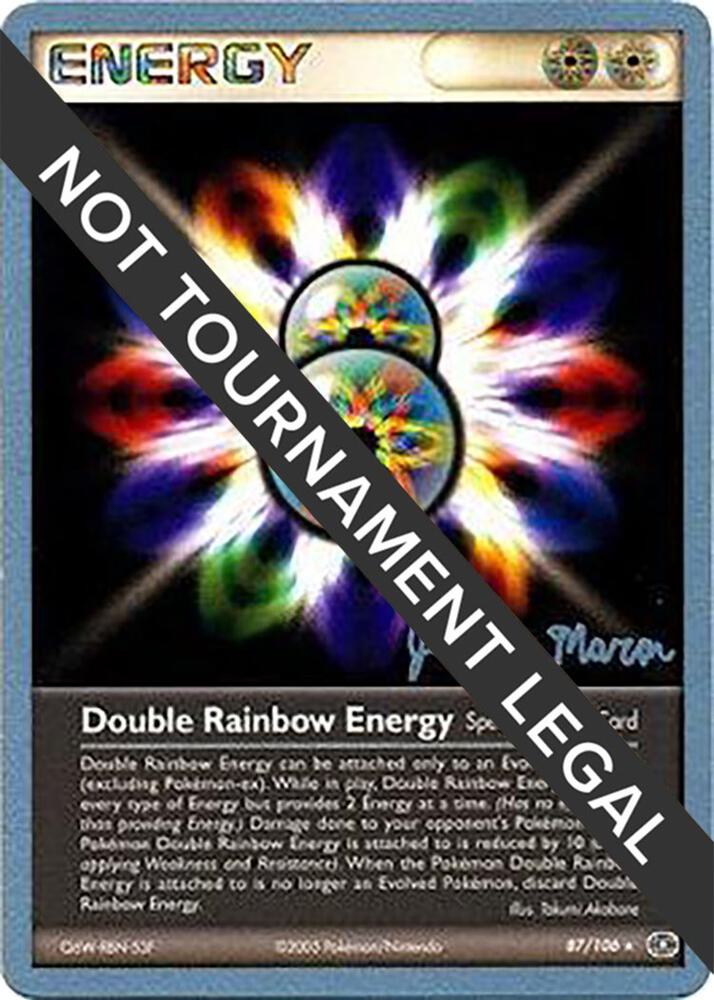 ENERGY
NOT TOURNAMENT LEGAL
Maron
Double Rainbow Energy
Double Rainbow Energy can be attached only to an
(excluding Pokémon-ex). While in play, Double Rainbow
every type of Energy but provides 2 Energy at a time. (Has no
than providing Energy.) Damage done to your opponent's
Pokémon Double Rainbow Energy is attached to is reduced by 10
applying Weakness and Resistance). When the Pokémon Double
Energy is attached to is no longer an Evolved Pokémon, discard Double
Rainbow Energy.
Illus. Takumi Akabane
©2005 Pokémon/Nintendo
87/106 ★